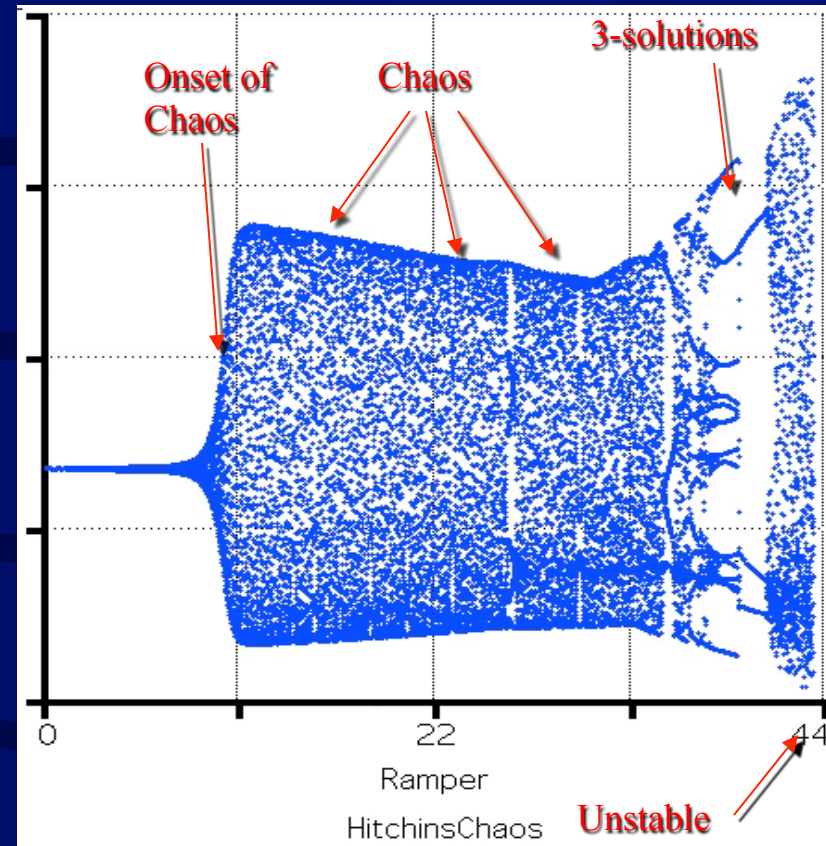 3-solutions
Onset of
Chaos
Chaos
0
22
44
Ramper
HitchinsChaos
Unstable